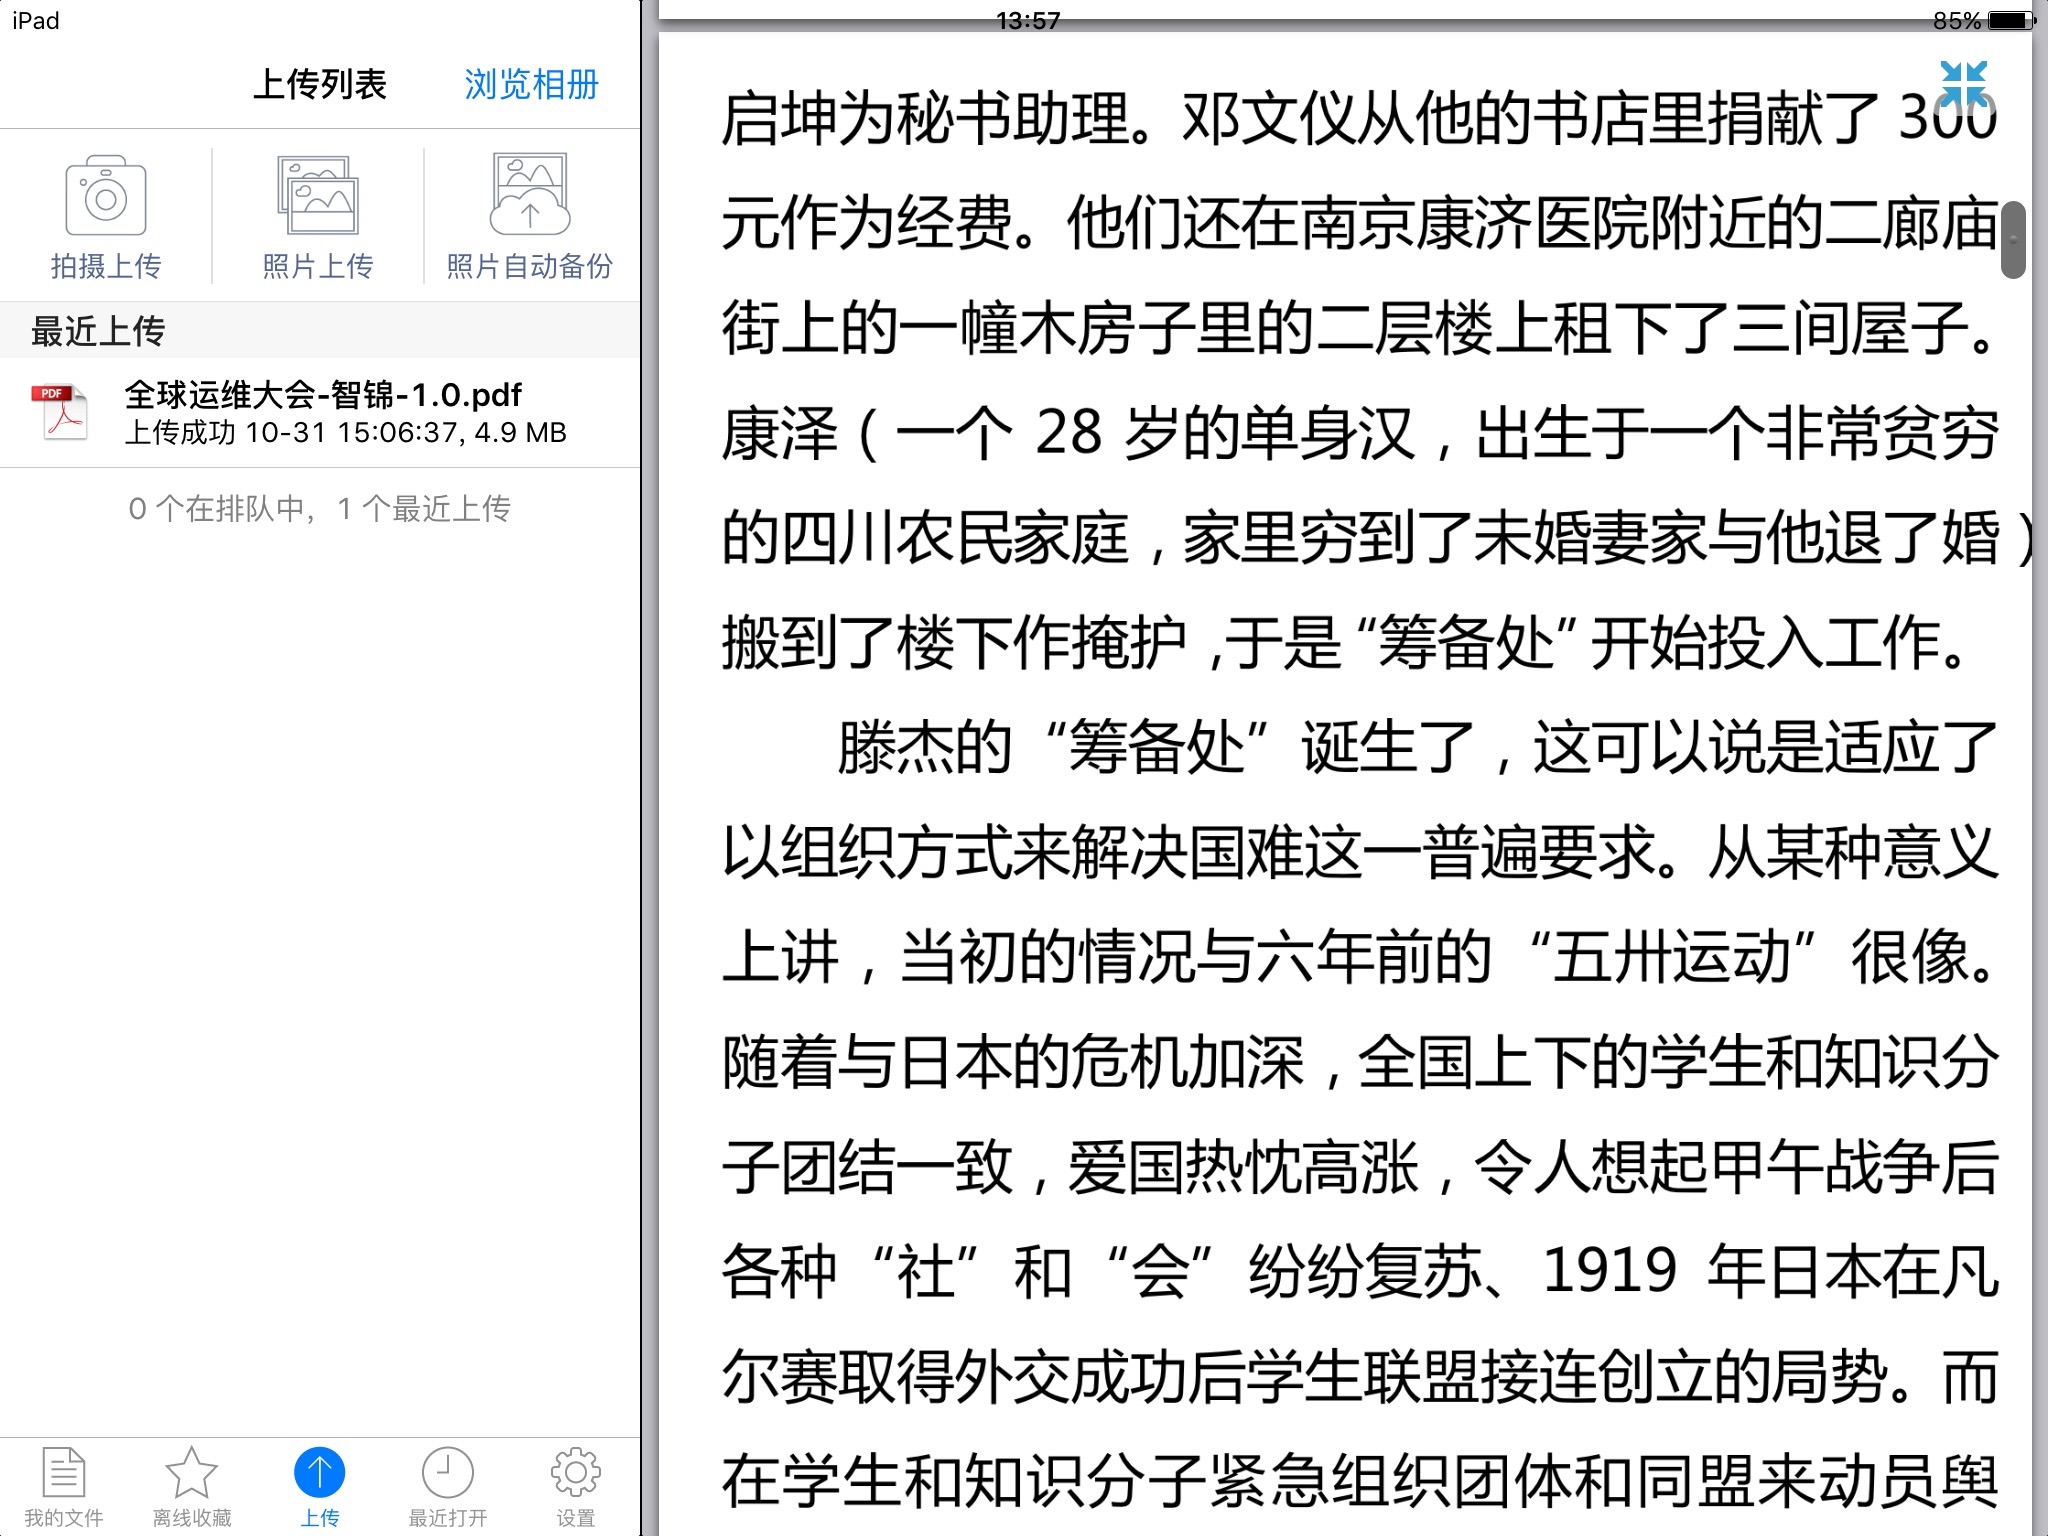 iPad
13:57
85%
上传列表
浏览相册
拍摄上传
照片上传
照片自动备份
最近上传
PDF
全球运维大会-智锦-1.0.pdf
上传成功 10-31 15:06:37, 4.9 MB
0 个在排队中，1 个最近上传
我的文件
离线收藏
上传
最近打开
设置
启坤为秘书助理。邓文仪从他的书店里捐献了 300
元作为经费。他们还在南京康济医院附近的二廊庙
街上的一幢木房子里的二层楼上租下了三间屋子。
康泽（一个 28 岁的单身汉，出生于一个非常贫穷
的四川农民家庭，家里穷到了未婚妻家与他退了婚）
搬到了楼下作掩护,于是“筹备处”开始投入工作。
滕杰的“筹备处”诞生了，这可以说是适应了
以组织方式来解决国难这一普遍要求。从某种意义
上讲，当初的情况与六年前的“五卅运动”很像。
随着与日本的危机加深，全国上下的学生和知识分
子团结一致，爱国热忱高涨，令人想起甲午战争后
各种“社”和“会”纷纷复苏、1919 年日本在凡
尔赛取得外交成功后学生联盟接连创立的局势。而
在学生和知识分子紧急组织团体和同盟来动员舆